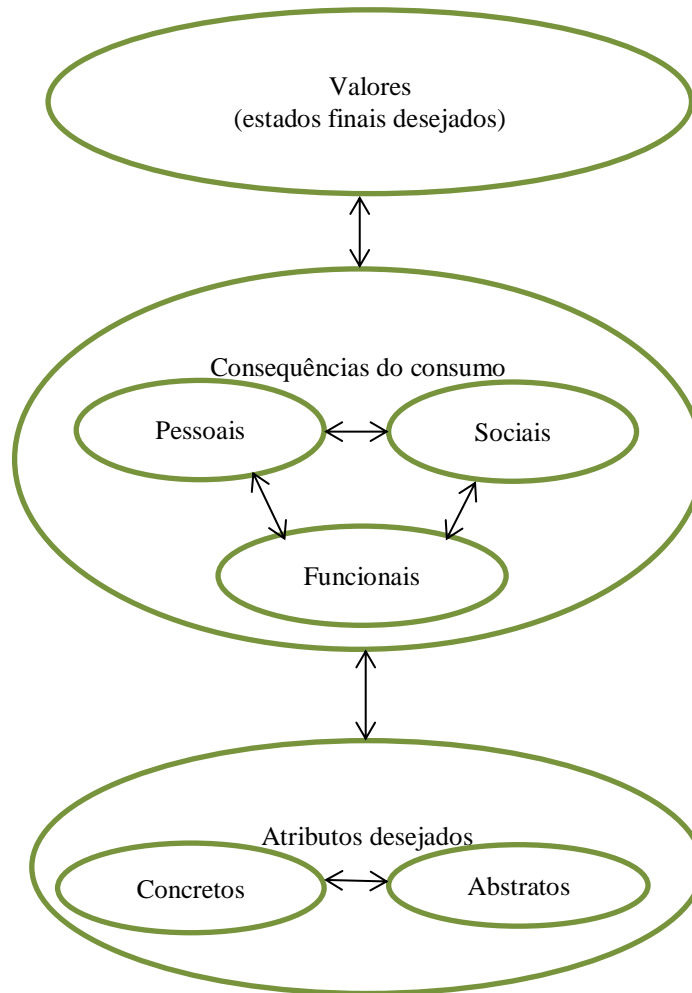 Valores
(estados finais desejados)
Consequências do consumo
Pessoais
Sociais
Funcionais
Atributos desejados
Concretos
Abstratos